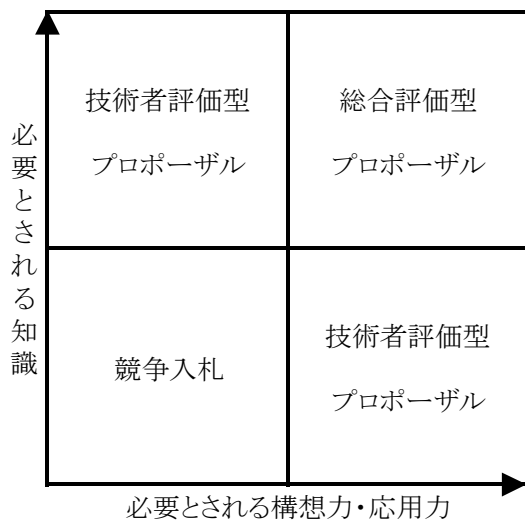 技術者評価型
プロポーザル
総合評価型
プロポーザル
必要とされる知識
競争入札
技術者評価型
プロポーザル
必要とされる構想力・応用力